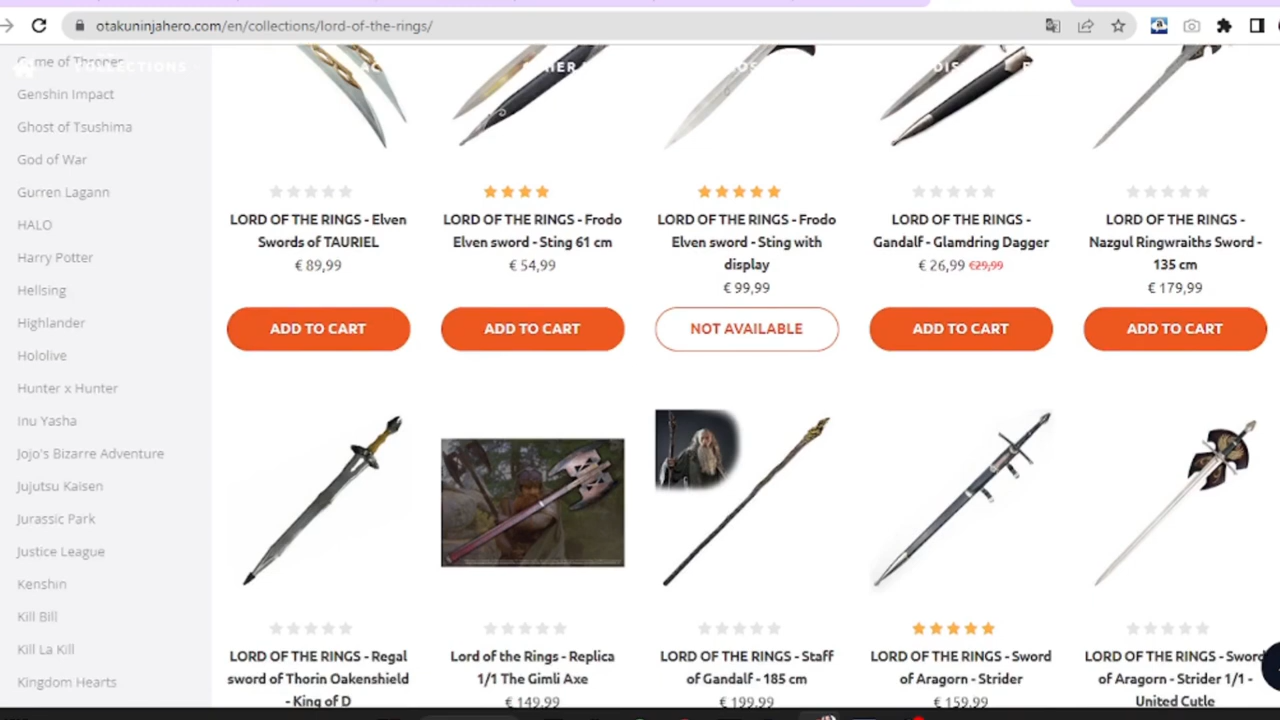 otakuninjahero.com/en/collections/lord-of-the-rings/
Game of Thrones
COLLECTIONS
Genshin Impact
Ghost of Tsushima
God of War
Gurren Lagann
HALO
Harry Potter
Hellsing
Highlander
Hololive
Hunter x Hunter
Inu Yasha
Jojo's Bizarre Adventure
Jujutsu Kaisen
Jurassic Park
Justice League
Kenshin
Kill Bill
Kill La Kill
Kingdom Hearts
LORD OF THE RINGS - Elven
Swords of TAURIEL
€ 89,99
ADD TO CART
LORD OF THE RINGS - Frodo
Elven sword - Sting 61 cm
€ 54,99
ADD TO CART
LORD OF THE RINGS - Frodo
Elven sword - Sting with
display
€ 99,99
NOT AVAILABLE
LORD OF THE RINGS -
Gandalf - Glamdring Dagger
€ 26,99 €29,99
ADD TO CART
LORD OF THE RINGS -
Nazgul Ringwraiths Sword -
135 cm
€ 179,99
ADD TO CART
LORD OF THE RINGS - Regal
sword of Thorin Oakenshield
- King of D
Lord of the Rings - Replica
1/1 The Gimli Axe
€ 149,99
LORD OF THE RINGS - Staff
of Gandalf - 185 cm
€ 199,99
LORD OF THE RINGS - Sword
of Aragorn - Strider
€ 159,99
LORD OF THE RINGS - Sword
of Aragorn - Strider 1/1 -
United Cutle